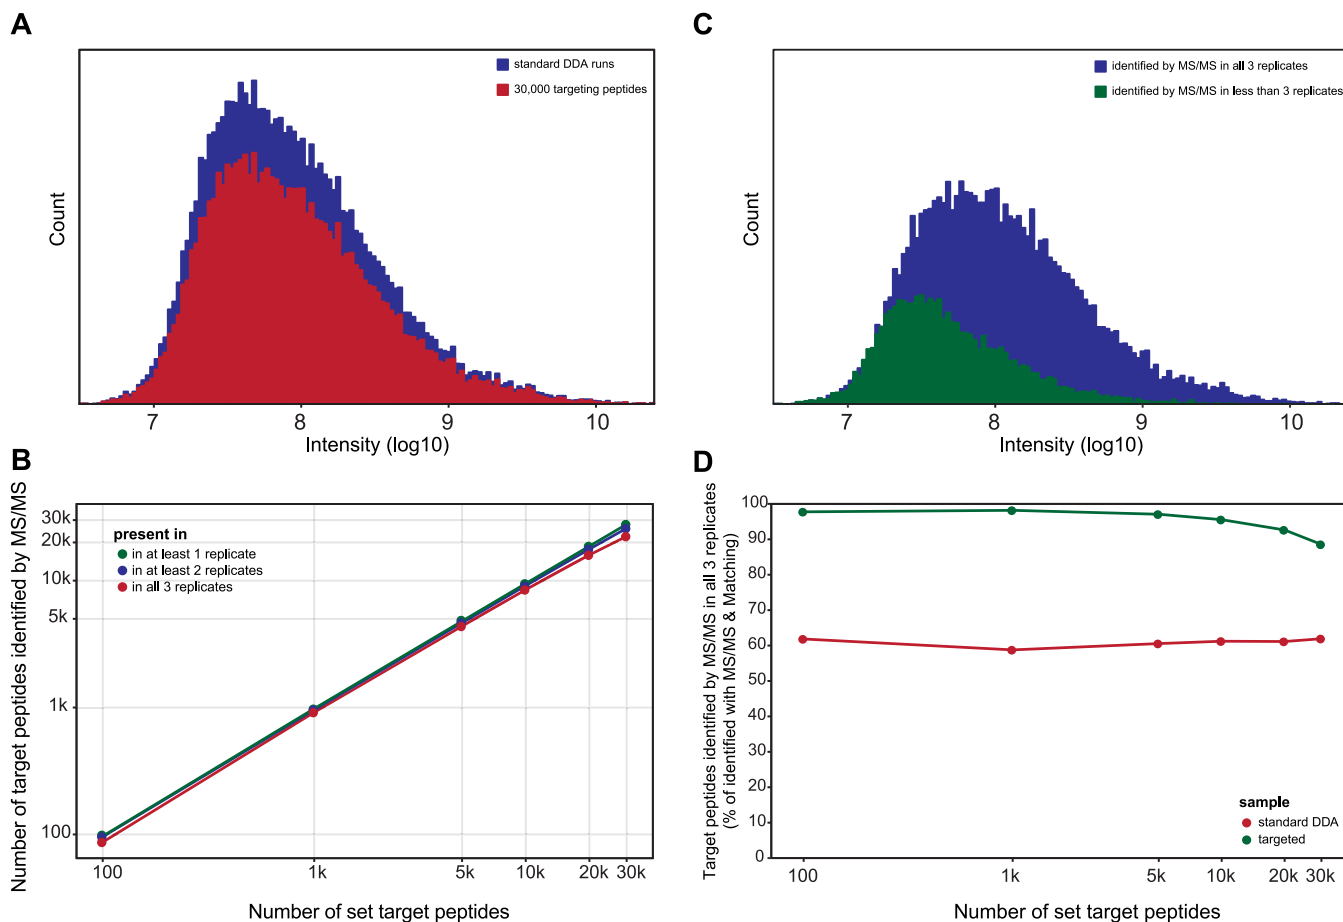 A
standard DDA runs
30,000 targeting peptides
Count
7 8 9 10
Intensity (log10)
C
identified by MS/MS in all 3 replicates
identified by MS/MS in less than 3 replicates
Count
7 8 9 10
Intensity (log10)
B
Number of target peptides identified by MS/MS
30k
20k
10k
5k
1k
100
present in
in at least 1 replicate
in at least 2 replicates
in all 3 replicates
100 1k 5k 10k 20k 30k
Number of set target peptides
D
Target peptides identified by MS/MS in all 3 replicates
(% of identified with MS/MS & Matching)
100
90
80
70
60
50
40
30
20
10
0
sample
standard DDA
targeted
100 1k 5k 10k 20k 30k
Number of set target peptides